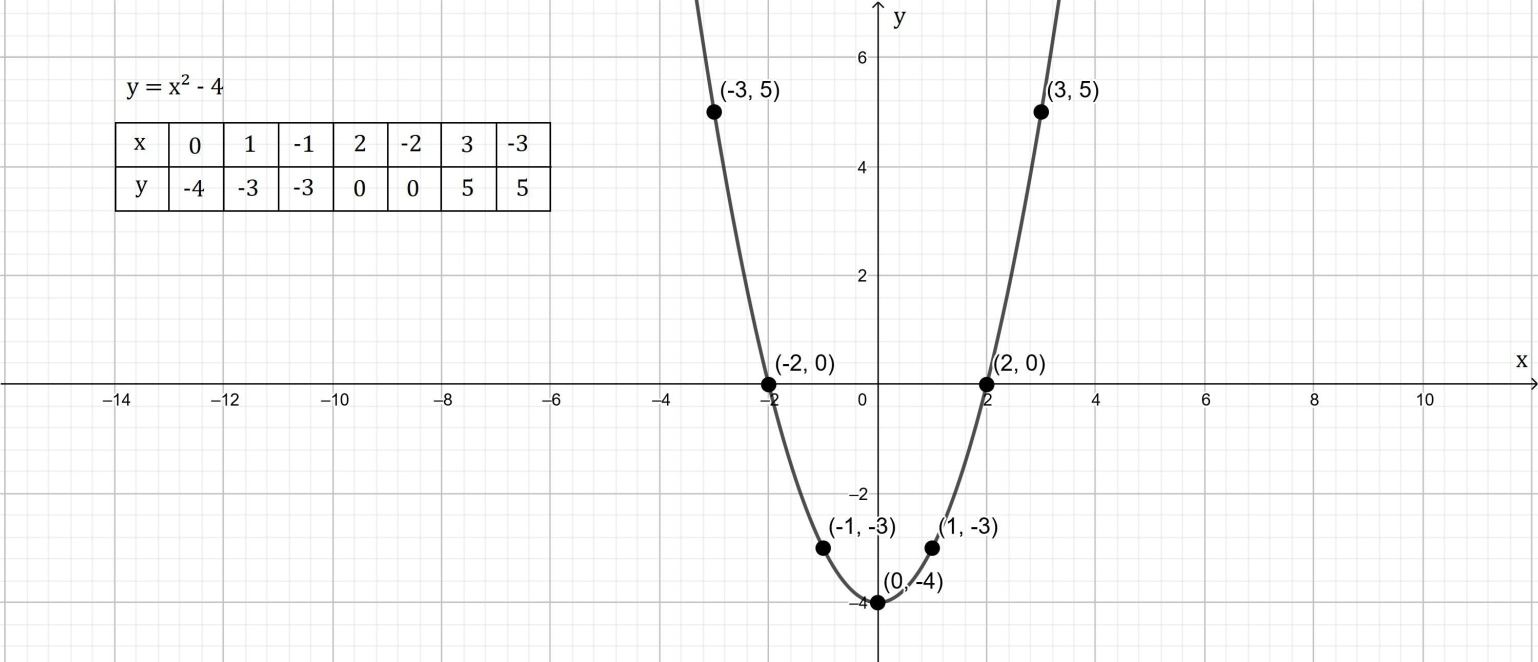 y
6
y = x² - 4
(-3, 5) (3, 5)
x 0 1 -1 2 -2 3 -3
4
y -4 -3 -3 0 0 5 5
2
(-2, 0) (2, 0) x
–14 –12 –10 –8 –6 –4 –2 0 2 4 6 8 10
–2
(-1, -3) (1, -3)
(0, -4)
–4